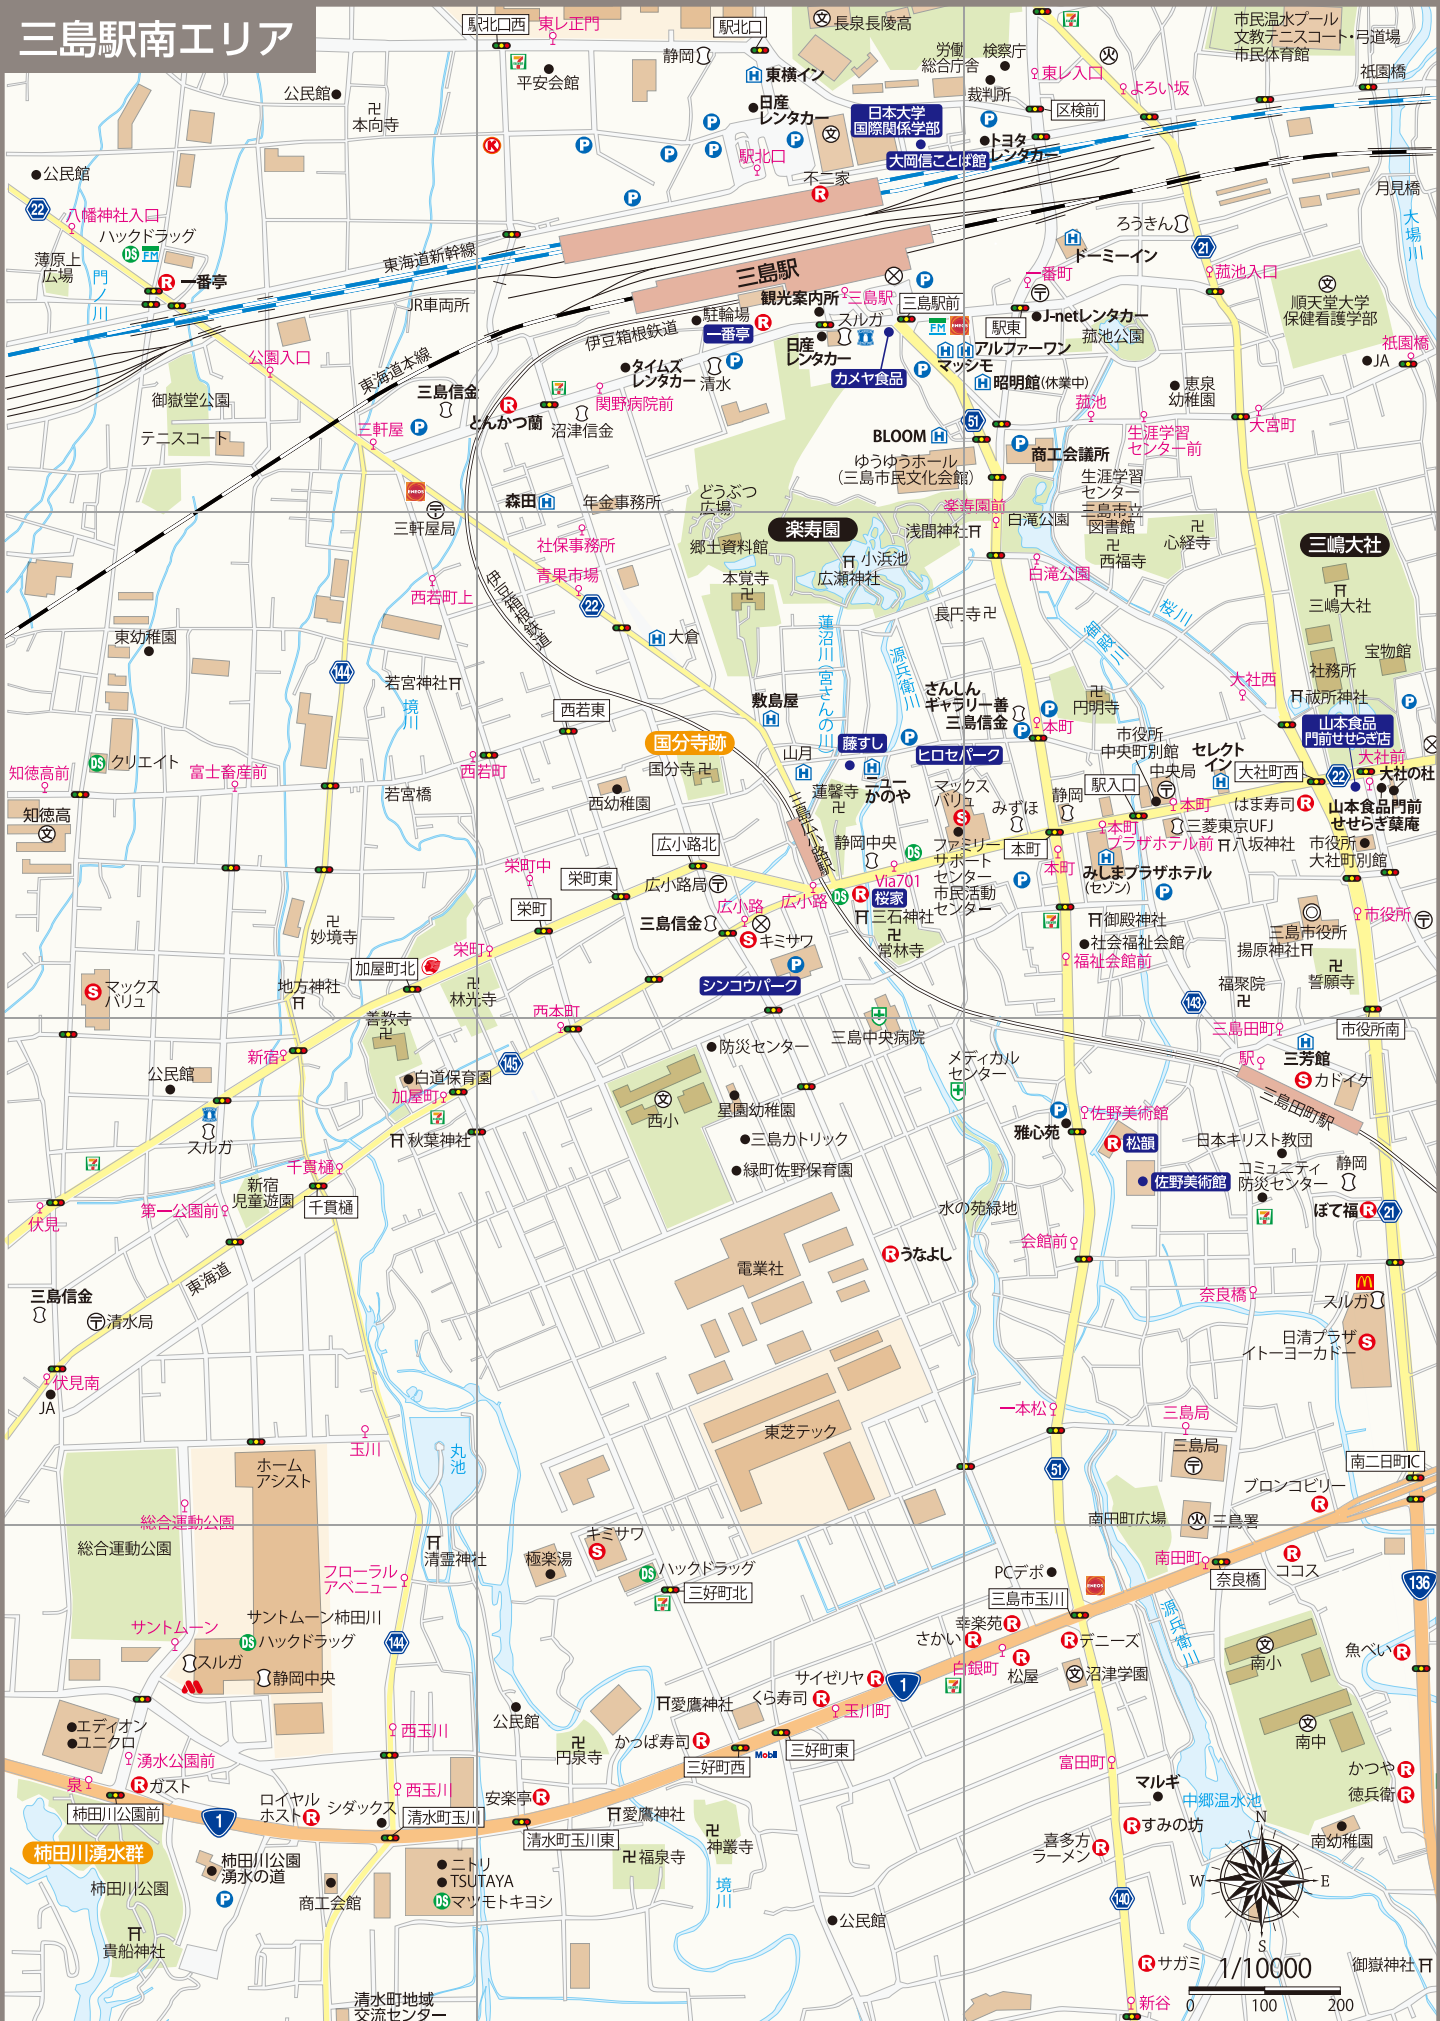 三島駅南エリア
駅北口西
東レ正門
駅北口
静岡
長泉長陵高
平安会館
東横イン
公民館
本向寺
日産
レンタカー
労働
総合庁舎
検察庁
裁判所
東レ入口
よろい坂
区検前
市民温水プール
文教テニスコート・弓道場
市民体育館
祇園橋
日本大学
国際関係学部
大岡信ことば館
トヨタ
レンタカー
駅北口
不二家
公民館
22
八幡神社入口
ハックドラッグ
薄原上
広場
門ノ川
一番亭
東海道新幹線
JR車両所
三島駅
月見橋
大場川
ろうきん
21
ドーミーイン
菰池入口
一番町
順天堂大学
保健看護学部
観光案内所
三島駅
三島駅前
駅東
J-netレンタカー
菰池公園
祇園橋
JA
駐輪場
一番亭
スルガ
日産
レンタカー
カメヤ食品
アルファーワン
マッシモ
昭明館(休業中)
伊豆箱根鉄道
タイムズ
レンタカー
清水
公園入口
東海道本線
御嶽堂公園
テニスコート
三島信金
三軒屋
とんかつ蘭
沼津信金
関野病院前
恵泉
幼稚園
菰池
生涯学習
センター前
大宮町
51
BLOOM
商工会議所
ゆうゆうホール
(三島市民文化会館)
生涯学習
センター
三島市立
図書館
三軒屋局
森田
年金事務所
どうぶつ
広場
楽寿園
楽寿園前
浅間神社
白滝公園
心経寺
西福寺
三嶋大社
社保事務所
郷土資料館
小浜池
広瀬神社
白滝公園
青果市場
本覚寺
西若町上
伊豆箱根鉄道
22
長円寺
桜川
御殿川
三嶋大社
東幼稚園
大倉
蓮沼川(宮さんの川)
源兵衛川
宝物館
社務所
144
若宮神社
境川
大社西
祓所神社
さんしん
ギャラリー善
三島信金
円明寺
敷島屋
西若東
本町
山本食品
門前せせらぎ店
国分寺跡
藤すし
ヒロセパーク
市役所
中央町別館
セレクト
イン
大社町西
22
大社前
大社の杜
クリエイト
知徳高前
富士畜産前
西若町
国分寺
山月
ニュー
かのや
中央局
駅入口
西幼稚園
若宮橋
蓮馨寺
マックス
バリュ
みずほ
静岡
本町
はま寿司
山本食品門前
せせらぎ蘖庵
知徳高
三島広小路駅
本町
三菱東京UFJ
プラザホテル前
八坂神社
市役所
大社町別館
広小路北
静岡中央
ファミリー
サポート
センター
市民活動
センター
本町
本町
みしまプラザホテル
(セゾン)
栄町中
栄町東
広小路局
Via701
桜家
栄町
広小路
広小路
三石神社
三島信金
キミサワ
御殿神社
市役所
三島市役所
揚原神社
妙境寺
栄町
常林寺
社会福祉会館
福祉会館前
加屋町北
シンコウパーク
誓願寺
マックス
バリュ
地方神社
林光寺
福聚院
143
西本町
善教寺
三島中央病院
三島田町
市役所南
新宿
145
防災センター
メディカル
センター
駅
三芳館
カドイケ
公民館
白道保育園
加屋町
西小
星園幼稚園
三島田町駅
秋葉神社
三島カトリック
佐野美術館
雅心苑
松韻
日本キリスト教団
スルガ
コミュニティ
防災センター
静岡
千貫樋
緑町佐野保育園
佐野美術館
新宿
児童遊園
千貫樋
第一公園前
伏見
水の苑緑地
ぼて福
21
会館前
うなよし
東海道
電業社
三島信金
奈良橋
スルガ
清水局
日清プラザ
イトーヨーカドー
伏見南
JA
一本松
三島局
玉川
東芝テック
丸池
三島局
ホーム
アシスト
南二日町IC
51
ブロンコビリー
総合運動公園
総合運動公園
南田町広場
三島署
キミサワ
清霊神社
極楽湯
ハックドラッグ
南田町
ココス
フローラル
アベニュー
PCデポ
奈良橋
三好町北
三島市玉川
136
サントムーン柿田川
サントムーン
ハックドラッグ
144
幸楽苑
さかい
デニーズ
源兵衛川
南小
魚べい
白銀町
スルガ
静岡中央
松屋
沼津学園
サイゼリヤ
1
愛鷹神社
くら寿司
玉川町
公民館
エディオン
ユニクロ
西玉川
南中
湧水公園前
円泉寺
かっぱ寿司
三好町東
Mobil
三好町西
富田町
かつや
泉
ガスト
西玉川
マルギ
徳兵衛
柿田川公園前
1
ロイヤル
ホスト
シダックス
清水町玉川
安楽亭
愛鷹神社
中郷温水池
すみの坊
清水町玉川東
神叢寺
喜多方
ラーメン
南幼稚園
柿田川湧水群
柿田川公園
湧水の道
ニトリ
TSUTAYA
マツモトキヨシ
福泉寺
境川
柿田川公園
商工会館
140
N
W
E
S
公民館
貴船神社
サガミ
御嶽神社
1/10000
0
100
200
清水町地域
交流センター
新谷